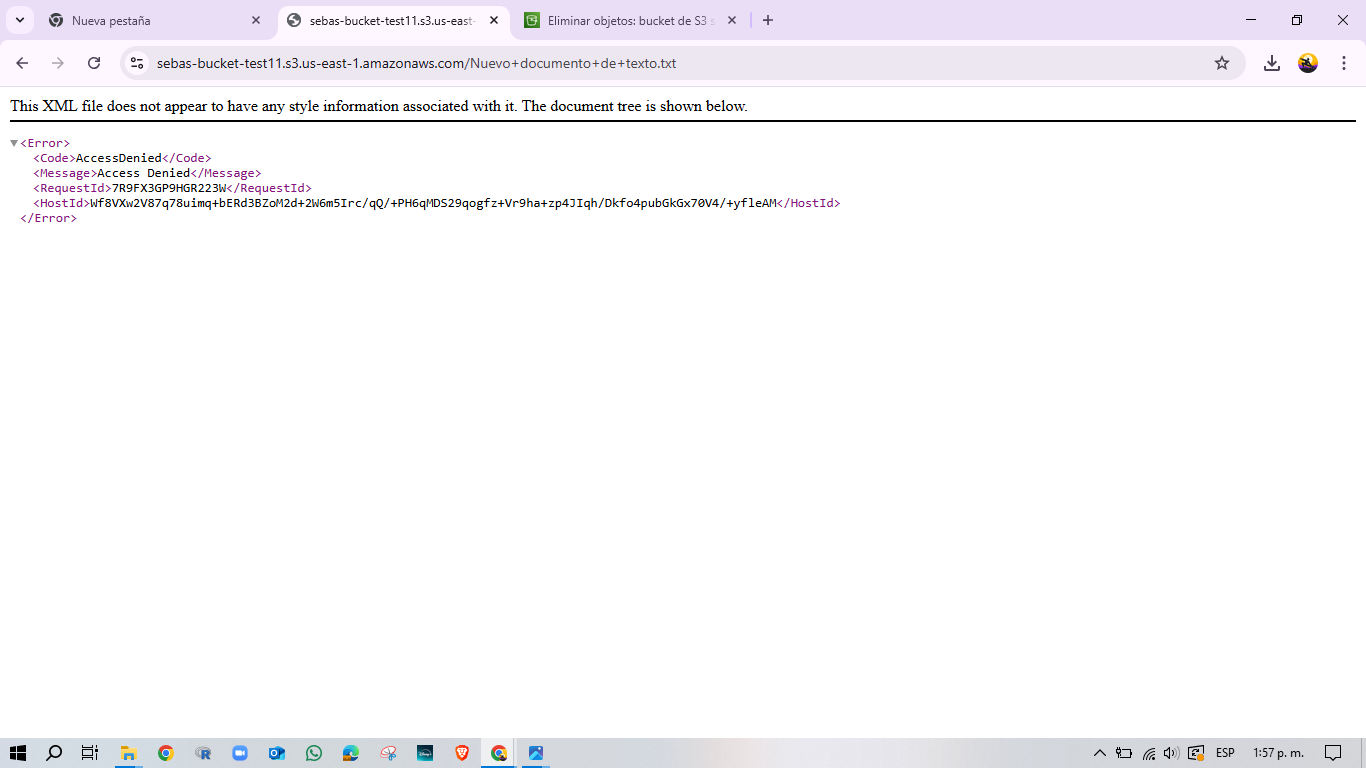 Nueva pestaña
sebas-bucket-test11.s3.us-east-
Eliminar objetos: bucket de S3 s
sebas-bucket-test11.s3.us-east-1.amazonaws.com/Nuevo+documento+de+texto.txt
This XML file does not appear to have any style information associated with it. The document tree is shown below.
<Error>
<Code>AccessDenied</Code>
<Message>Access Denied</Message>
<RequestId>7R9FX3GP9HGR223W</RequestId>
<HostId>Wf8VXw2V87q78uimq+bERd3BZoM2d+2W6m5Irc/qQ/+PH6qMDS29qogfz+Vr9ha+zp4JIqh/Dkfo4pubGkGx70V4/+yfleAM</HostId>
</Error>
ESP
1:57 p. m.